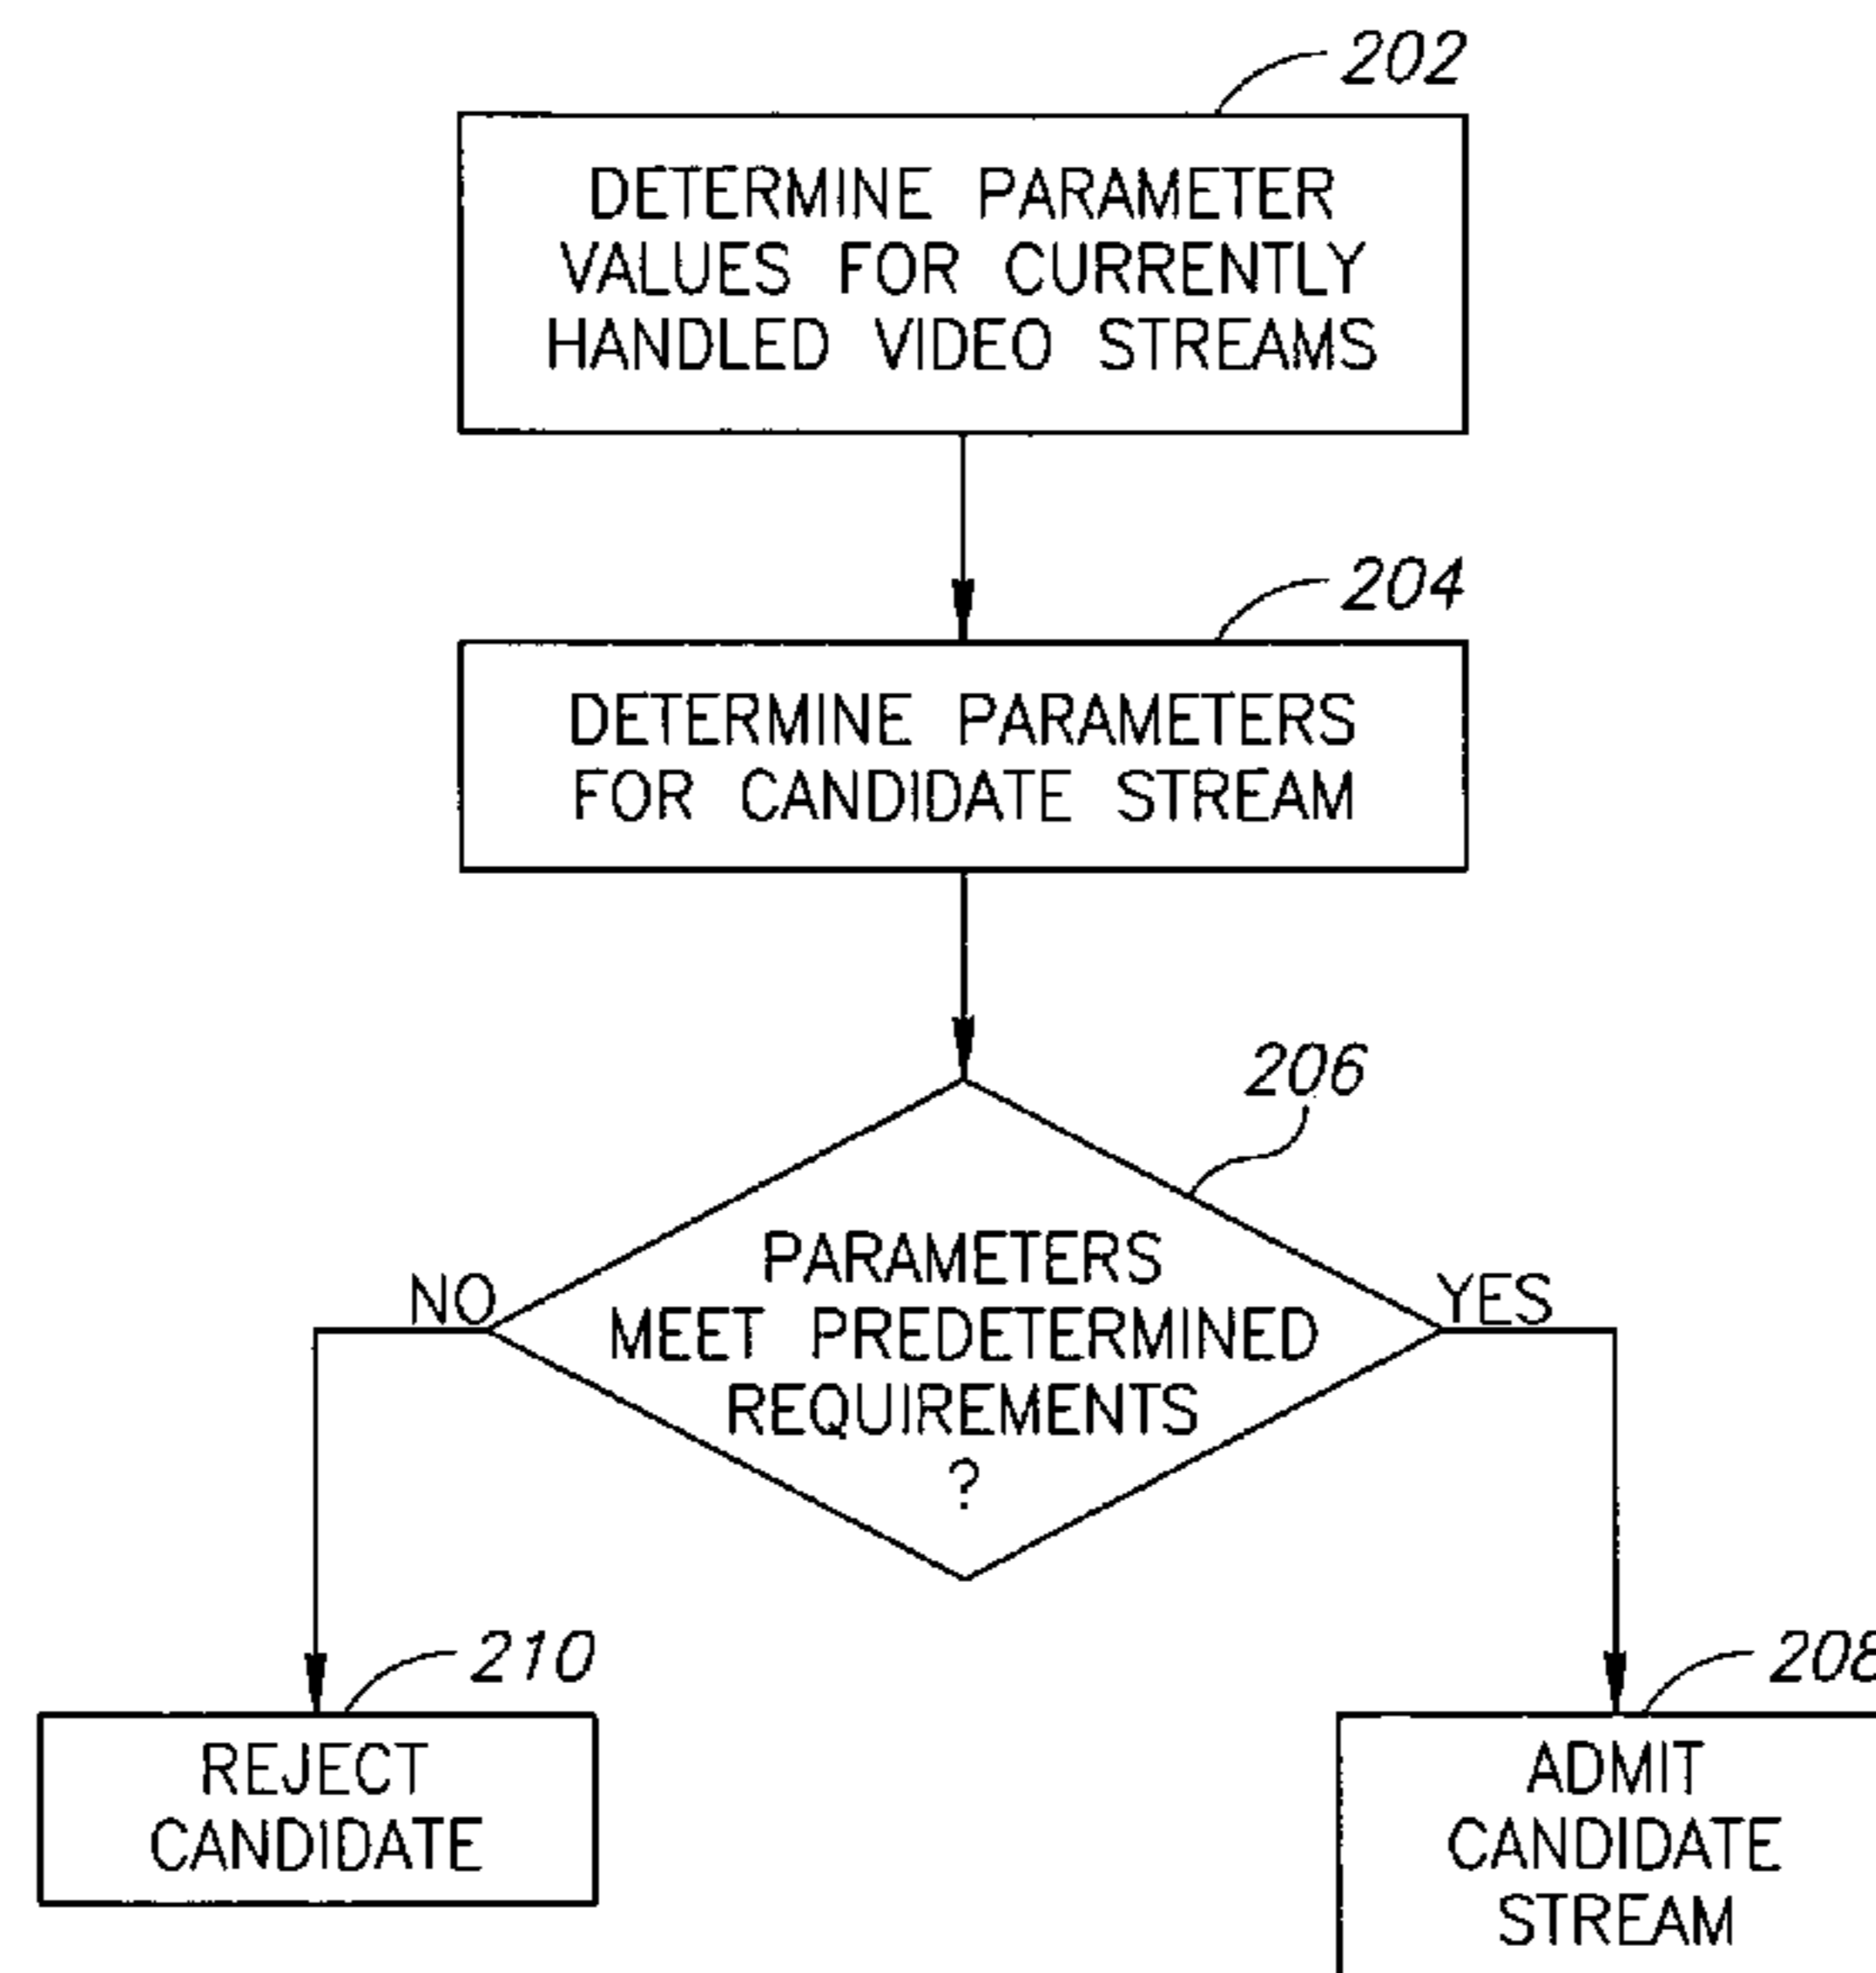 202
DETERMINE PARAMETER
VALUES FOR CURRENTLY
HANDLED VIDEO STREAMS
204
DETERMINE PARAMETERS
FOR CANDIDATE STREAM
206
PARAMETERS
MEET PREDETERMINED
REQUIREMENTS
?
NO
YES
210
REJECT
CANDIDATE
208
ADMIT
CANDIDATE
STREAM